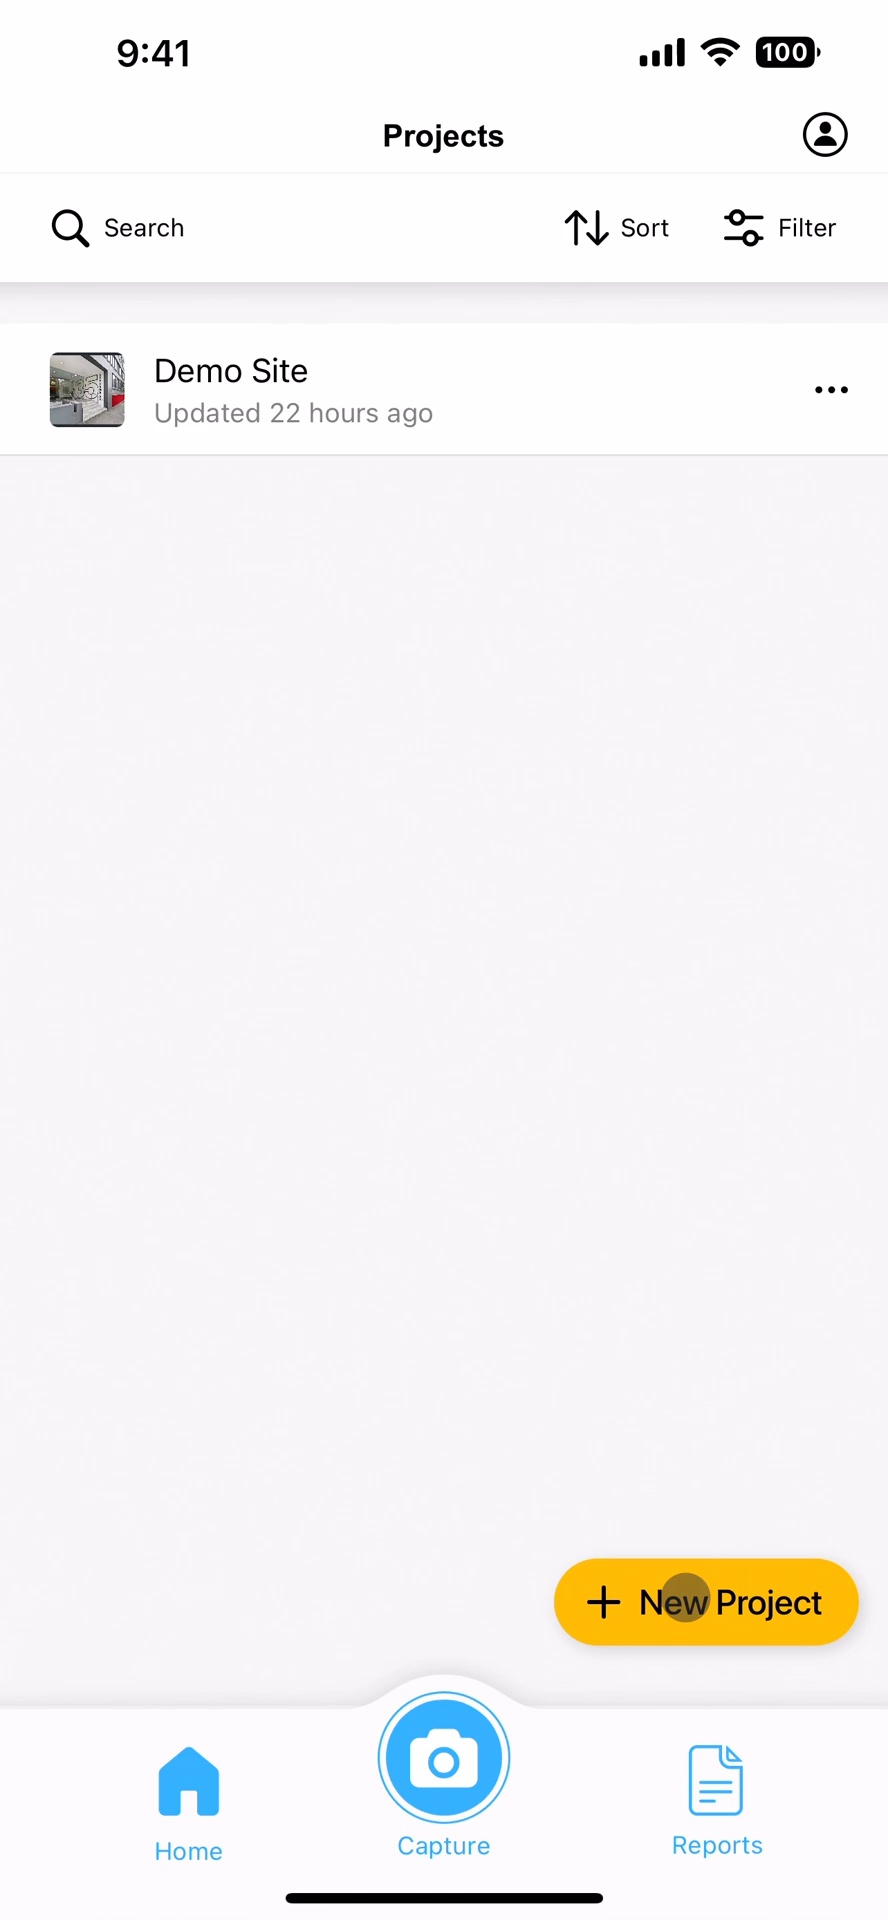 9:41
100
Projects
Search
Sort
Filter
Demo Site
Updated 22 hours ago
New Project
Home
Capture
Reports